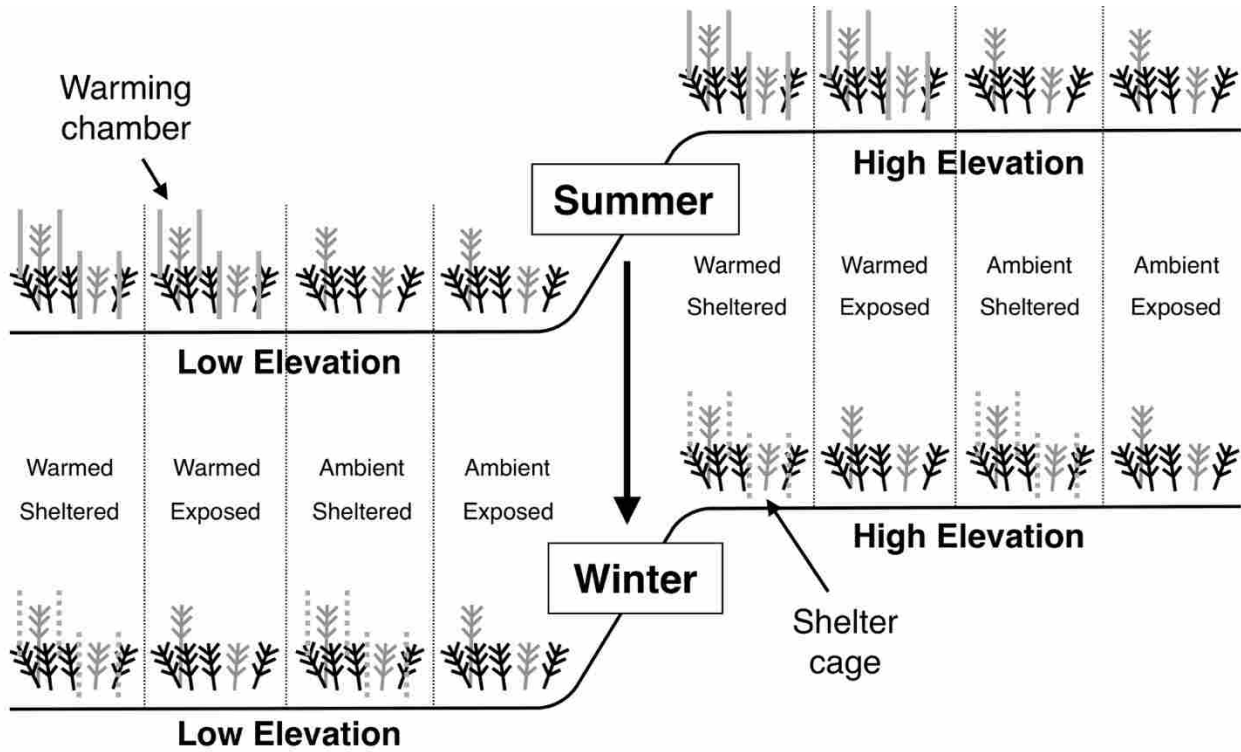 Warming
chamber
Summer
High Elevation
Warmed
Sheltered
Warmed
Exposed
Ambient
Sheltered
Ambient
Exposed
Low Elevation
Warmed
Sheltered
Warmed
Exposed
Ambient
Sheltered
Ambient
Exposed
Winter
High Elevation
Shelter
cage
Low Elevation